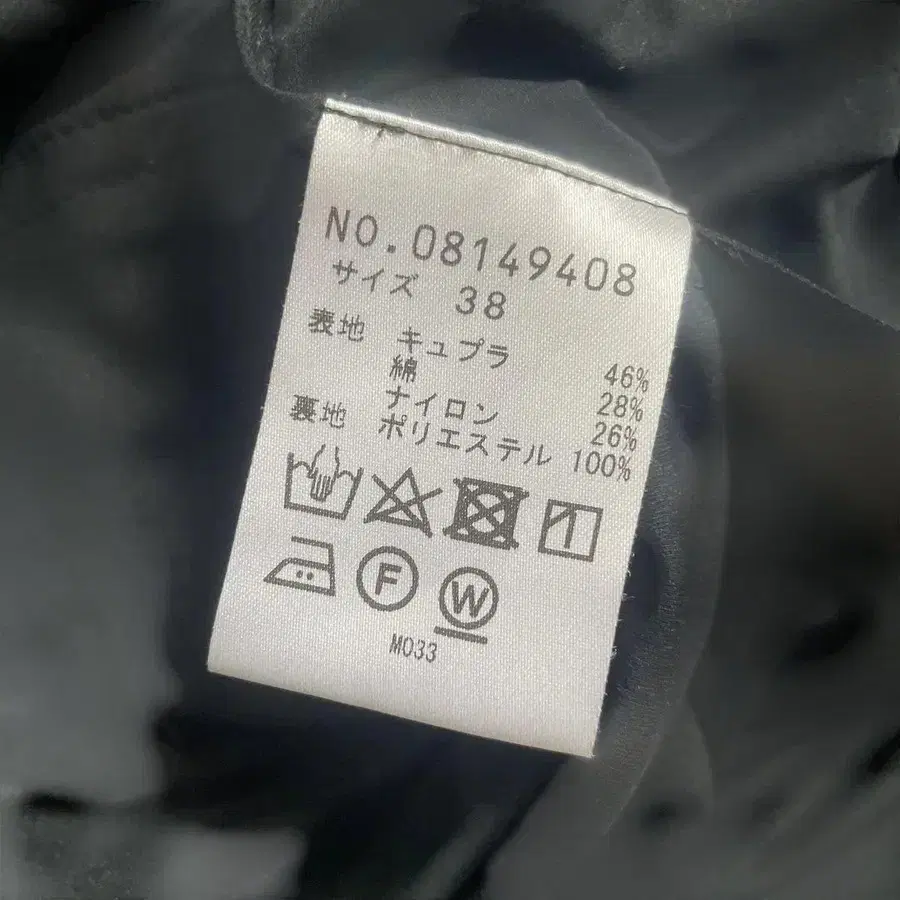 NO.08149408
サイズ 38
表地 キュプラ 46%
綿 28%
ナイロン 26%
裏地 ポリエステル 100%
F W
M033